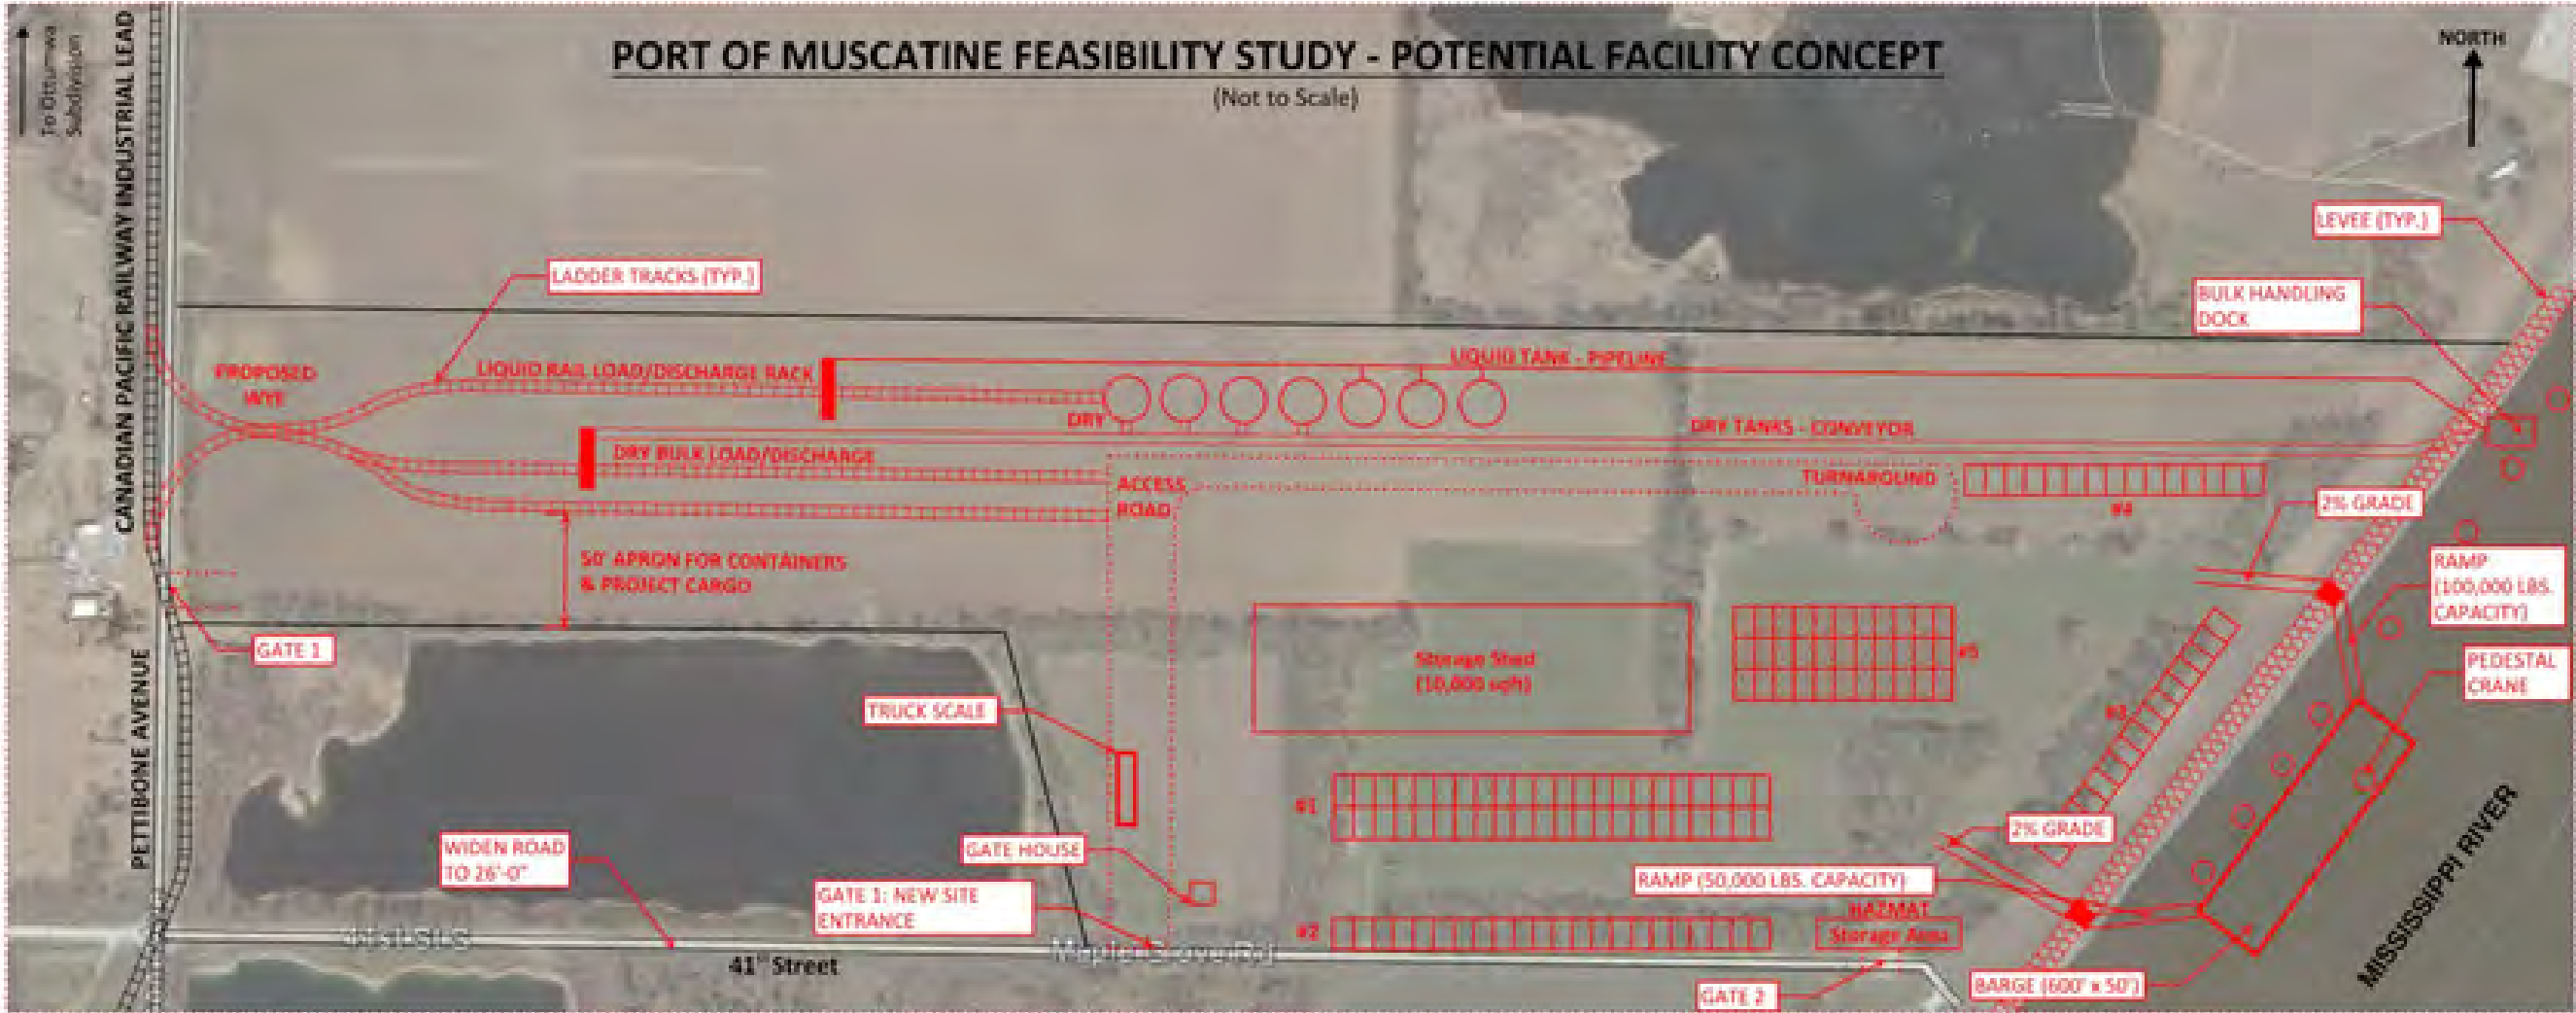 To Ottumwa
Subdivision
CANADIAN PACIFIC RAILWAY INDUSTRIAL LEAD
PORT OF MUSCATINE FEASIBILITY STUDY - POTENTIAL FACILITY CONCEPT
(Not to Scale)
NORTH
LEVEE (TYP.)
LADDER TRACKS (TYP.)
BULK HANDLING
DOCK
PROPOSED
WYE
LIQUID RAIL LOAD/DISCHARGE RACK
LIQUID TANK - PIPELINE
DRY
DRY TANKS - CONVEYOR
DRY BULK LOAD/DISCHARGE
ACCESS
ROAD
TURNAROUND
#4
2% GRADE
50' APRON FOR CONTAINERS
& PROJECT CARGO
RAMP
(100,000 LBS.
CAPACITY)
GATE 1
PETTIBONE AVENUE
Storage Shed
(10,000 sqft)
#5
PEDESTAL
CRANE
TRUCK SCALE
#3
#1
2% GRADE
WIDEN ROAD
TO 26'-0"
GATE HOUSE
RAMP (50,000 LBS. CAPACITY)
GATE 1: NEW SITE
ENTRANCE
HAZMAT
Storage Area
#2
41st St S
Maple Grove Rd
41st Street
GATE 2
BARGE (600' x 50')
MISSISSIPPI RIVER